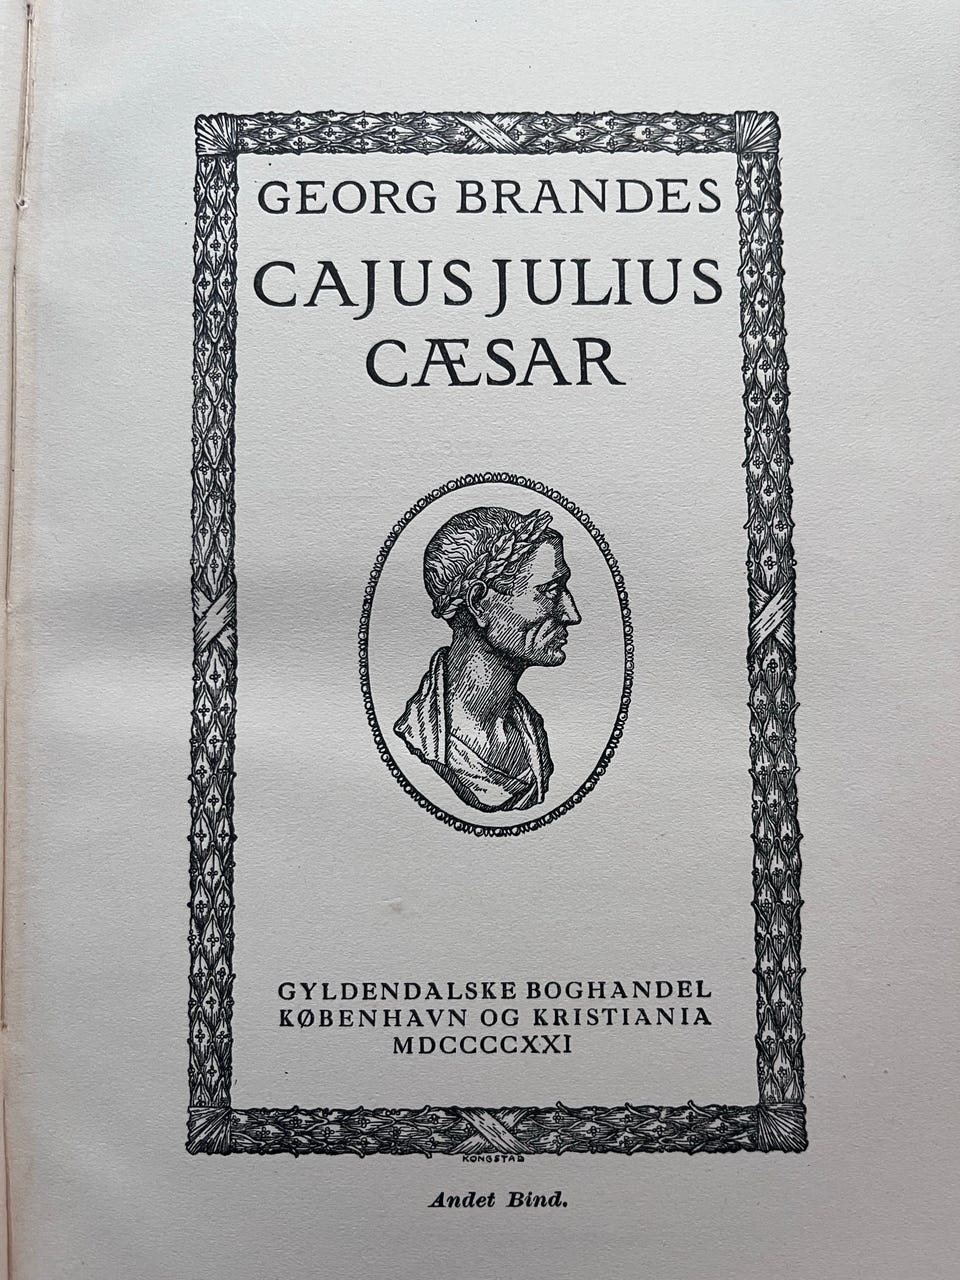 GEORG BRANDES
CAJUS JULIUS
CÆSAR
GYLDENDALSKE BOGHANDEL
KØBENHAVN OG KRISTIANIA
MDCCCCXXI
KONGSTAD
Andet Bind.